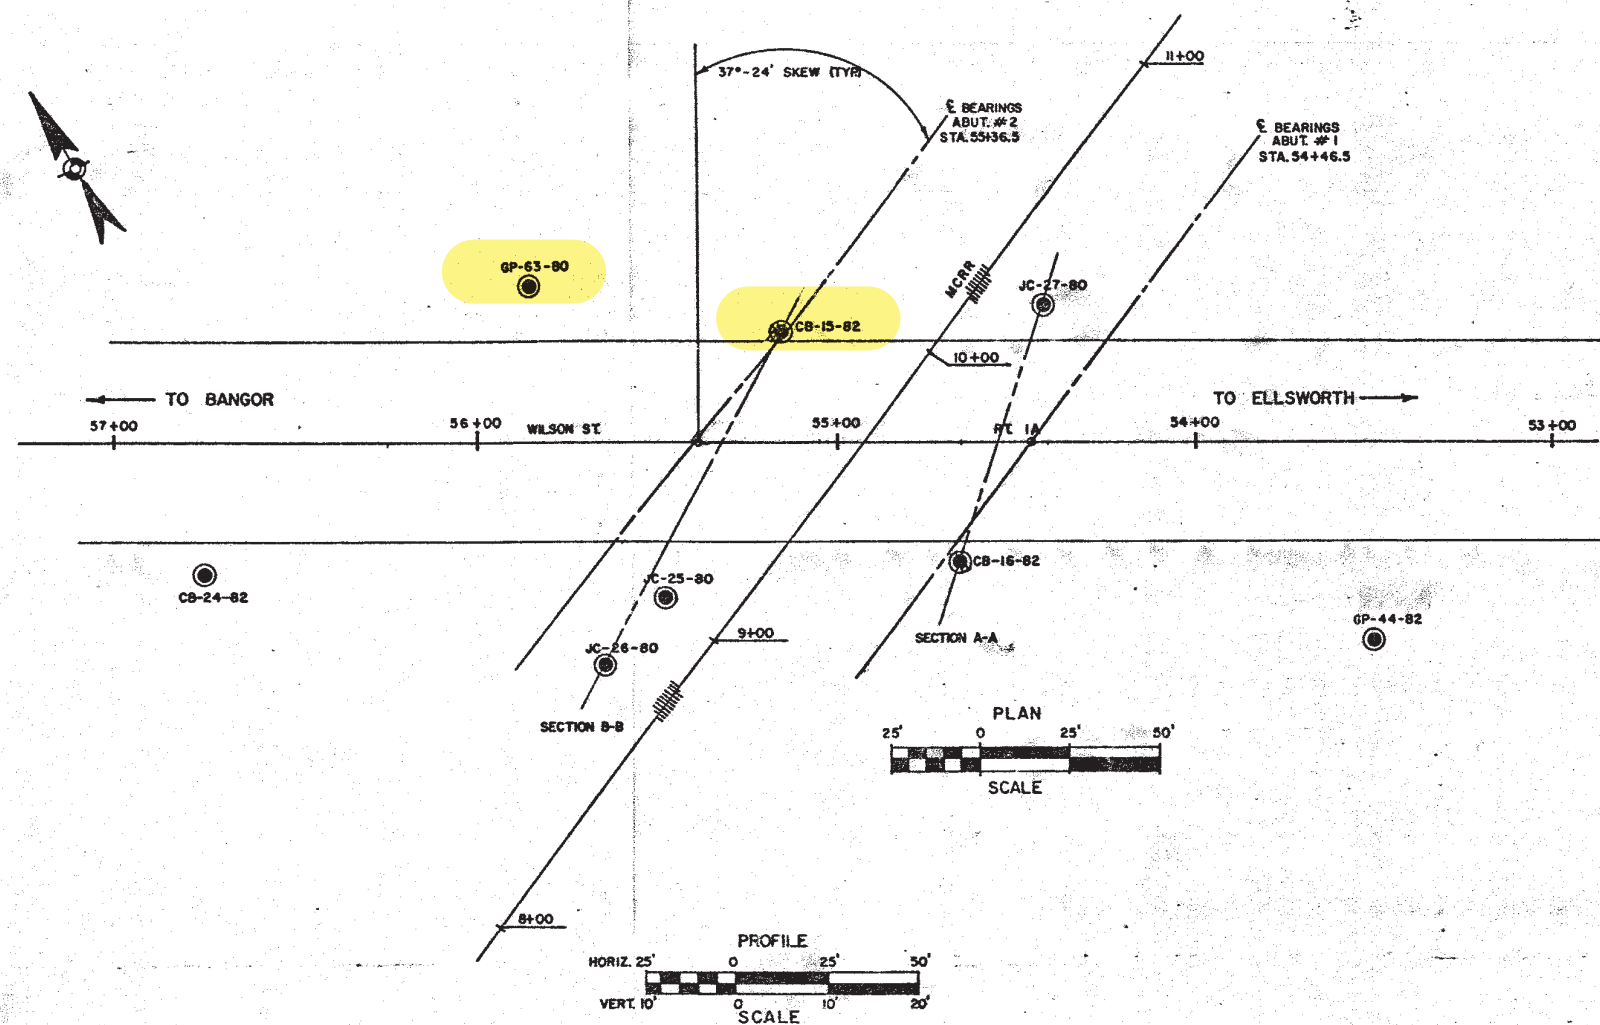 11+00
37°-24' SKEW (TYP.)
℄ BEARINGS
ABUT. #2
STA. 55+36.5
℄ BEARINGS
ABUT. #1
STA. 54+46.5
GP-63-80
MCRR
JC-27-80
CB-15-82
10+00
TO BANGOR
TO ELLSWORTH
57+00
56+00
WILSON ST.
55+00
RT. 1A
54+00
53+00
CB-16-82
CB-24-82
JC-25-80
GP-44-82
9+00
SECTION A-A
JC-26-80
SECTION B-B
PLAN
25' 0 25' 50'
SCALE
8+00
PROFILE
HORIZ. 25' 0 25' 50'
VERT. 10' 0 10' 20'
SCALE